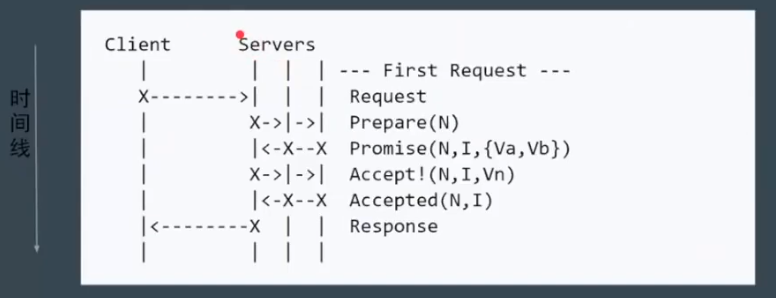 时间线
Client Servers
| | | | --- First Request ---
X-------->| | | Request
| X->|->| Prepare(N)
| |<-X--X Promise(N,I,{Va,Vb})
| X->|->| Accept!(N,I,Vn)
| |<-X--X Accepted(N,I)
|<--------X | | Response
| | | |